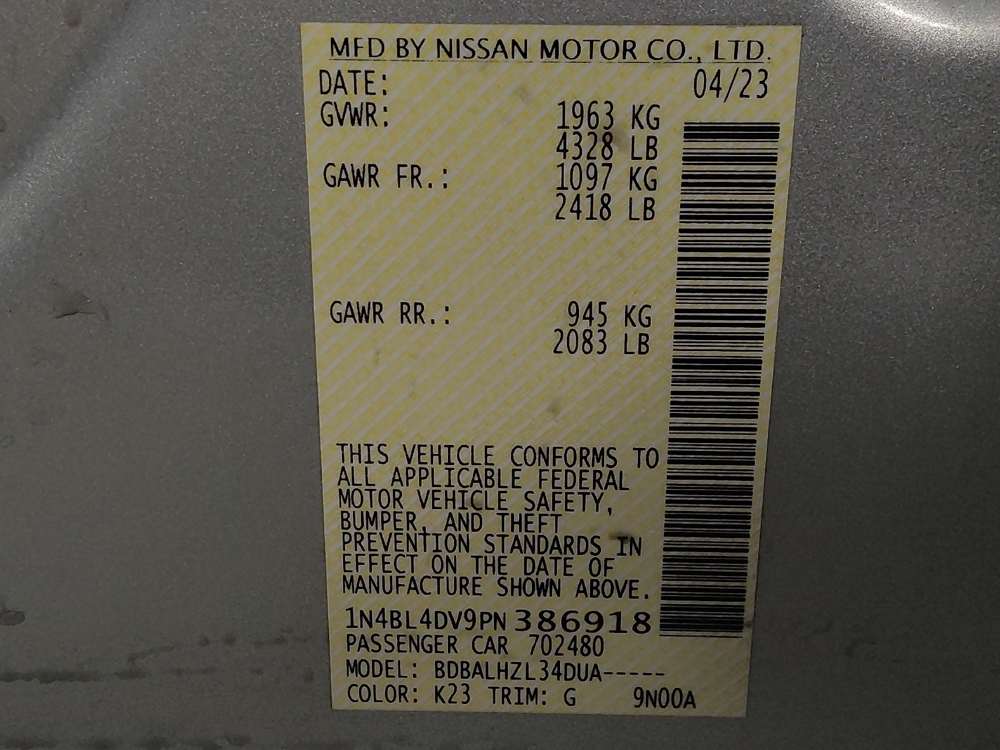 MFD BY NISSAN MOTOR CO., LTD.
DATE: 04/23
GVWR: 1963 KG
4328 LB
GAWR FR.: 1097 KG
2418 LB
GAWR RR.: 945 KG
2083 LB
THIS VEHICLE CONFORMS TO
ALL APPLICABLE FEDERAL
MOTOR VEHICLE SAFETY,
BUMPER, AND THEFT
PREVENTION STANDARDS IN
EFFECT ON THE DATE OF
MANUFACTURE SHOWN ABOVE.
1N4BL4DV9PN386918
PASSENGER CAR 702480
MODEL: BDBALHZL34DUA-----
COLOR: K23 TRIM: G 9N00A